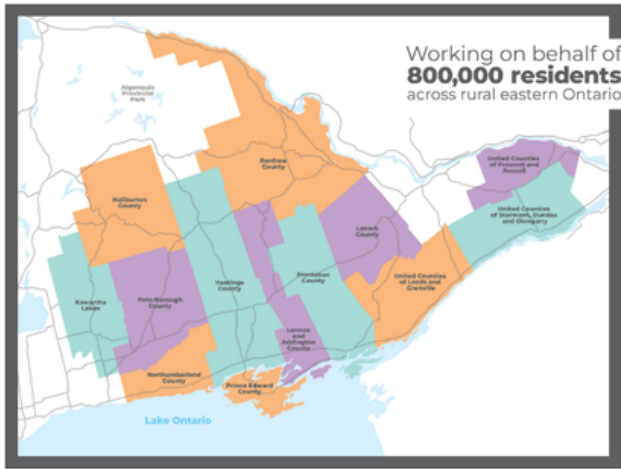 Working on behalf of
800,000 residents
across rural eastern Ontario
Algonquin
Provincial
Park
Renfrew
County
United Counties
of Prescott and
Russell
Haliburton
County
United Counties
of Stormont, Dundas
and Glengarry
Lanark
County
Kawartha
Lakes
Peterborough
County
Hastings
County
Frontenac
County
United Counties
of Leeds and
Grenville
Lennox
and
Addington
County
Northumberland
County
Prince Edward
County
Lake Ontario